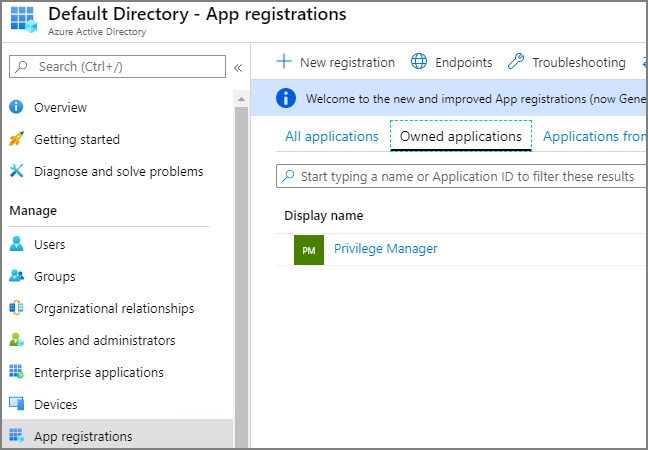 Default Directory - App registrations
Azure Active Directory
Search (Ctrl+/)
«
Overview
Getting started
Diagnose and solve problems
Manage
Users
Groups
Organizational relationships
Roles and administrators
Enterprise applications
Devices
App registrations
New registration Endpoints Troubleshooting
Welcome to the new and improved App registrations (now Gene
All applications Owned applications Applications from
Start typing a name or Application ID to filter these results
Display name
PM Privilege Manager